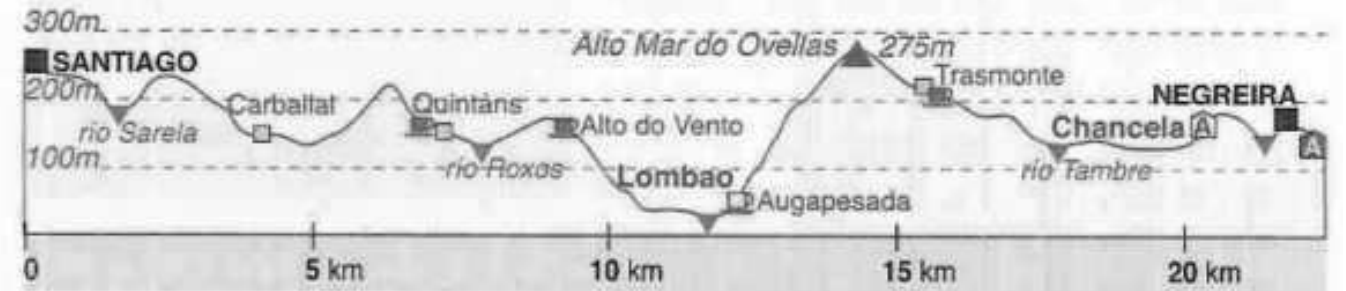 300m
Alto Mar do Ovellas 275m
SANTIAGO
Trasmonte
200m
Carballal
Quintáns
NEGREIRA
rio Sarela
Alto do Vento
Chancela A
100m
rio Roxos
Lombao
rio Tambre
A
Augapesada
0
5 km
10 km
15 km
20 km